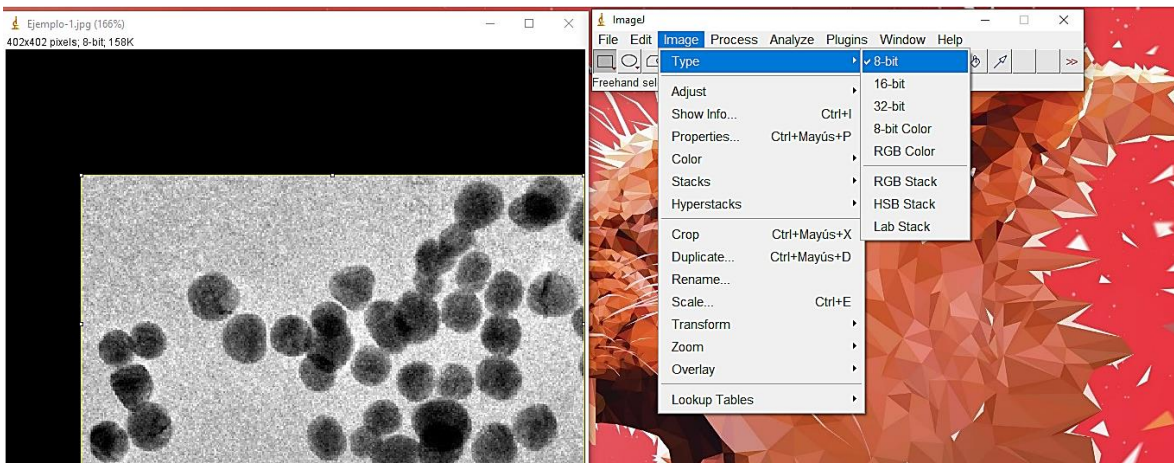 Ejemplo-1.jpg (166%)
402x402 pixels; 8-bit; 158K
ImageJ
File Edit Image Process Analyze Plugins Window Help
>>
Freehand sel
Type
Adjust
Show Info... Ctrl+I
Properties... Ctrl+Mayús+P
Color
Stacks
Hyperstacks
Crop Ctrl+Mayús+X
Duplicate... Ctrl+Mayús+D
Rename...
Scale... Ctrl+E
Transform
Zoom
Overlay
Lookup Tables
8-bit
16-bit
32-bit
8-bit Color
RGB Color
RGB Stack
HSB Stack
Lab Stack